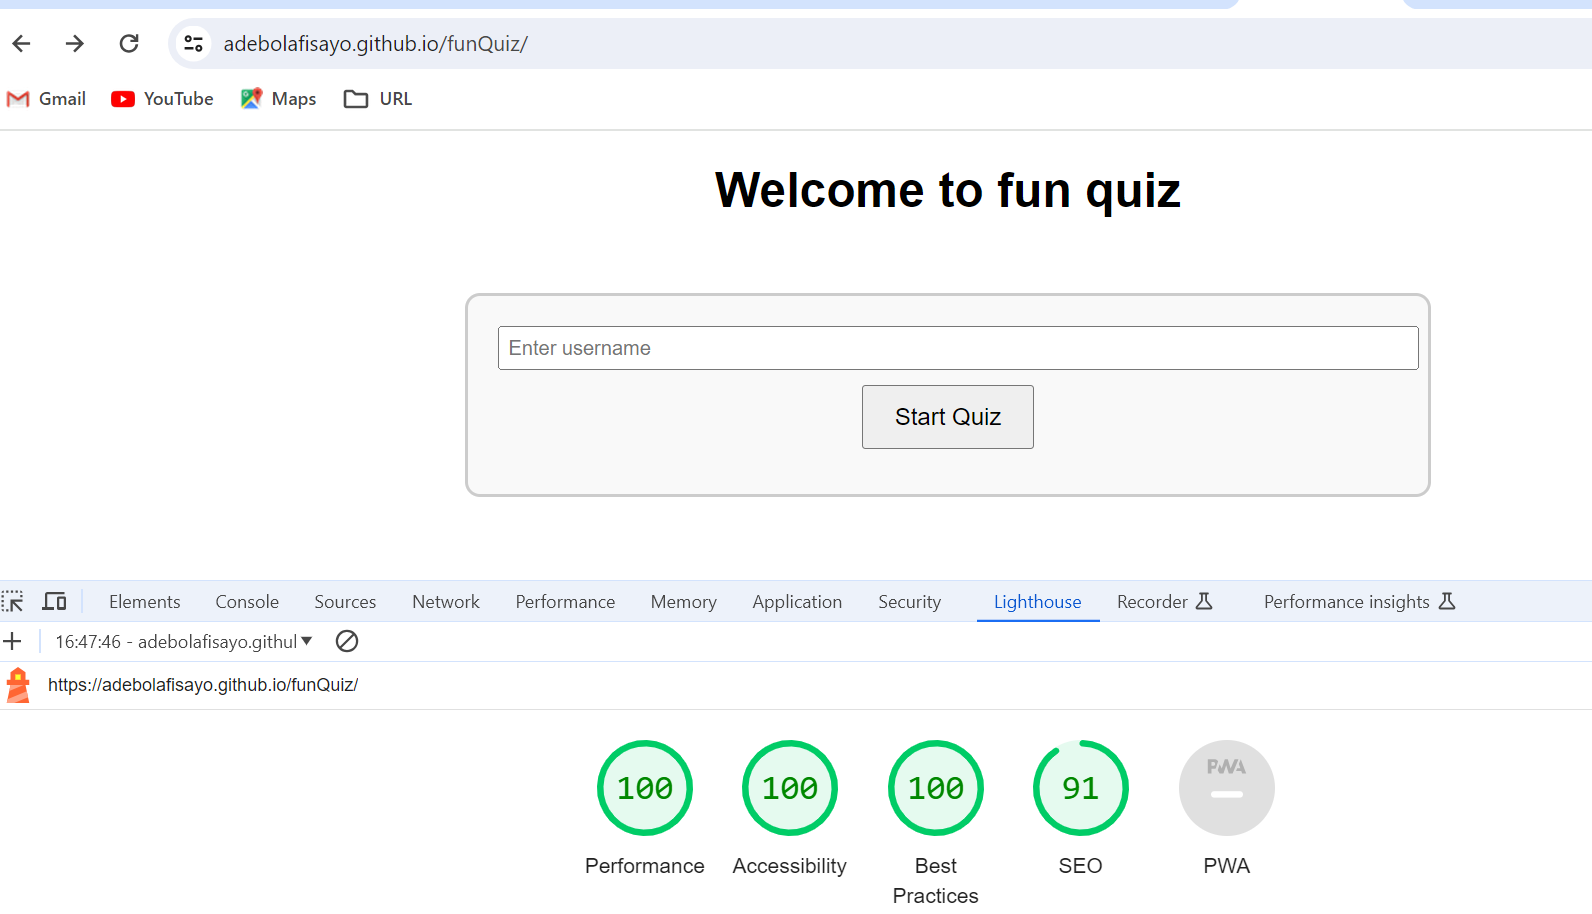 adebolafisayo.github.io/funQuiz/
Gmail YouTube Maps URL
Welcome to fun quiz
Enter username
Start Quiz
Elements Console Sources Network Performance Memory Application Security Lighthouse Recorder Performance insights
16:47:46 - adebolafisayo.githul
https://adebolafisayo.github.io/funQuiz/
100 100 100 91 PWA
Performance Accessibility Best Practices SEO PWA